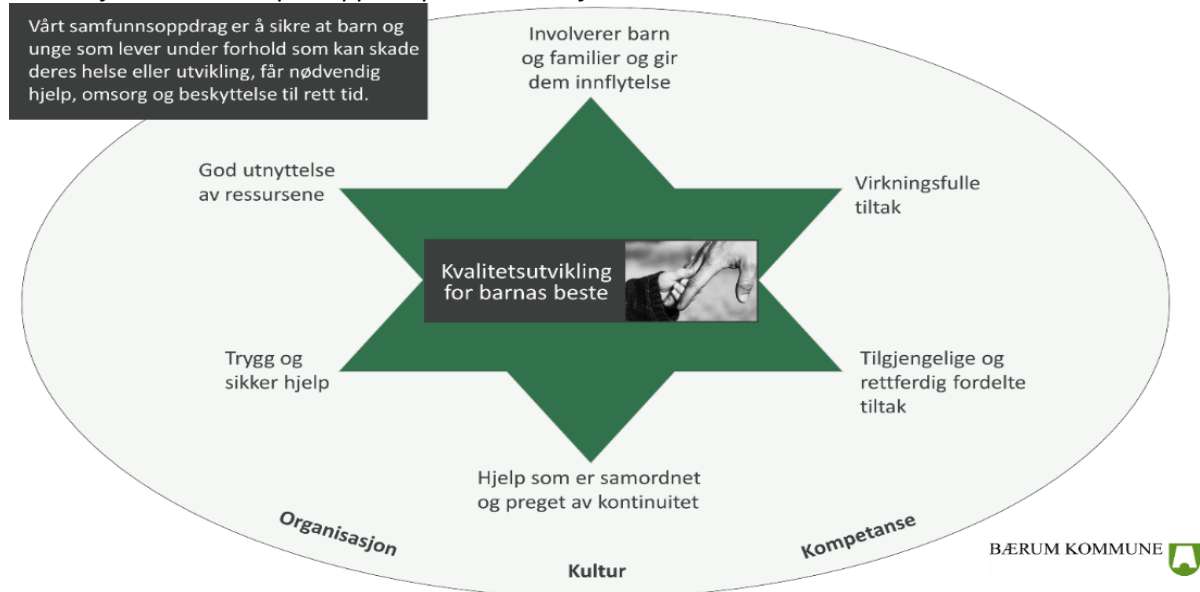 Vårt samfunnsoppdrag er å sikre at barn og
unge som lever under forhold som kan skade
deres helse eller utvikling, får nødvendig
hjelp, omsorg og beskyttelse til rett tid.
Involverer barn
og familier og gir
dem innflytelse
God utnyttelse
av ressursene
Virkningsfulle
tiltak
Kvalitetsutvikling
for barnas beste
Trygg og
sikker hjelp
Tilgjengelige og
rettferdig fordelte
tiltak
Hjelp som er samordnet
og preget av kontinuitet
Organisasjon
Kultur
Kompetanse
BÆRUM KOMMUNE